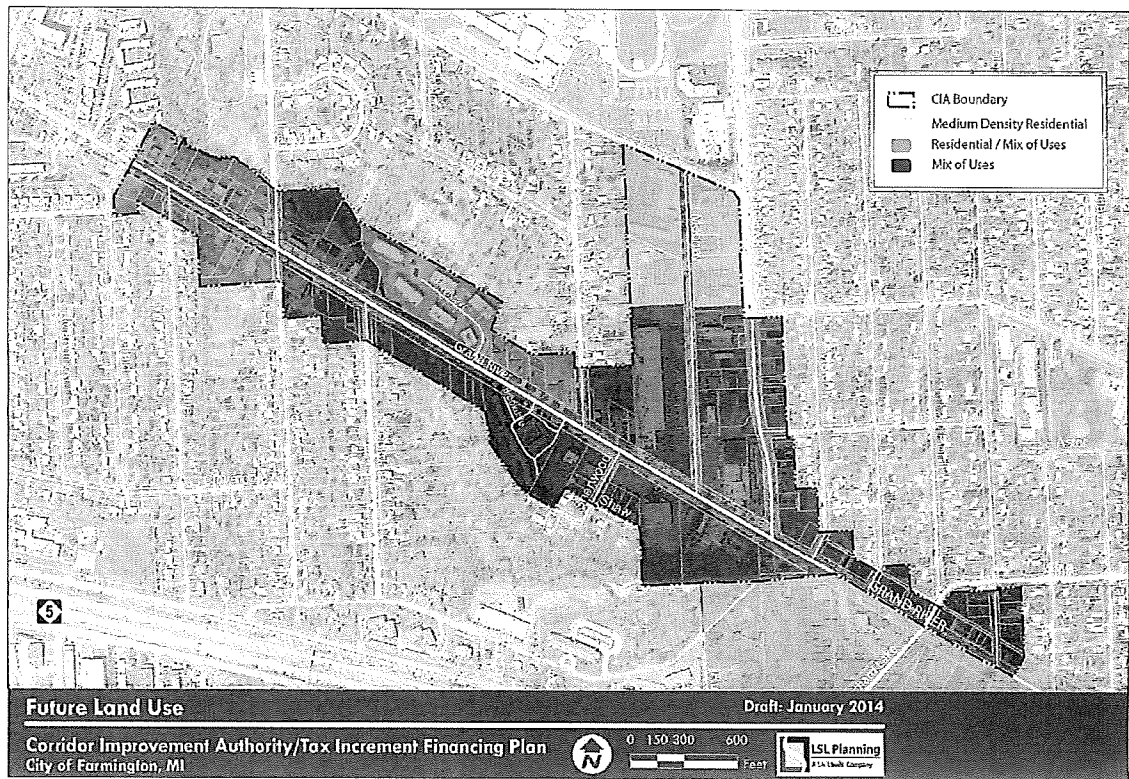 CIA Boundary
Medium Density Residential
Residential / Mix of Uses
Mix of Uses
Shaw
GRAND RIVER
5
Future Land Use
Draft: January 2014
Corridor Improvement Authority/Tax Increment Financing Plan
City of Farmington, MI
N
0 150 300 600
Feet
LSL Planning